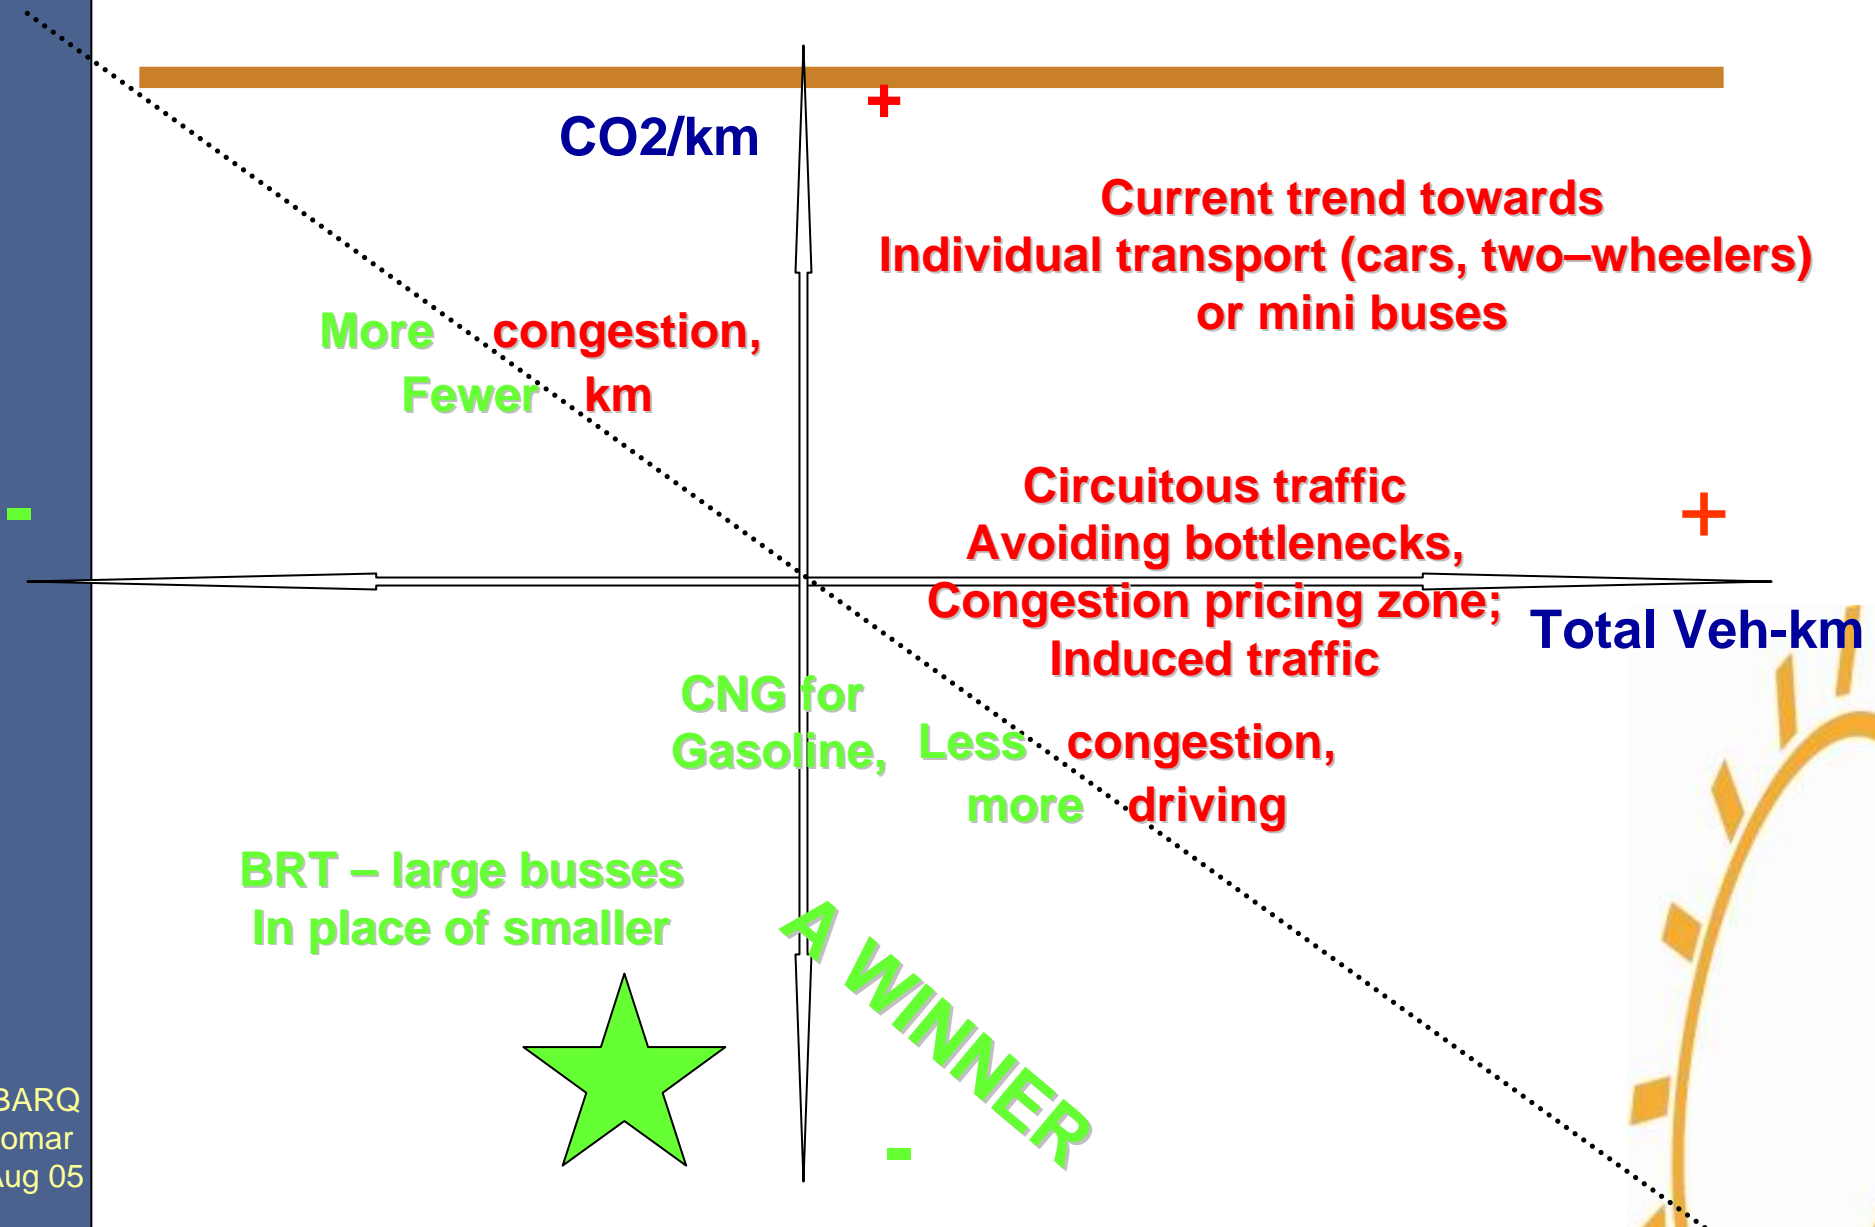 +
CO2/km
Current trend towards
Individual transport (cars, two–wheelers)
or mini buses
More congestion,
Fewer km
Circuitous traffic
Avoiding bottlenecks,
Congestion pricing zone;
Induced traffic
-
+
Total Veh-km
CNG for
Gasoline,
Less congestion,
more driving
BRT – large busses
In place of smaller
A WINNER
-
BARQ
omar
Aug 05